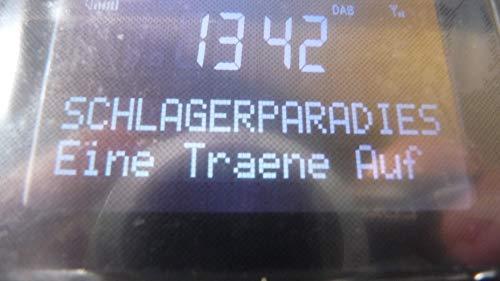 DAB
13 42
SCHLAGERPARADIES
Eine Traene Auf